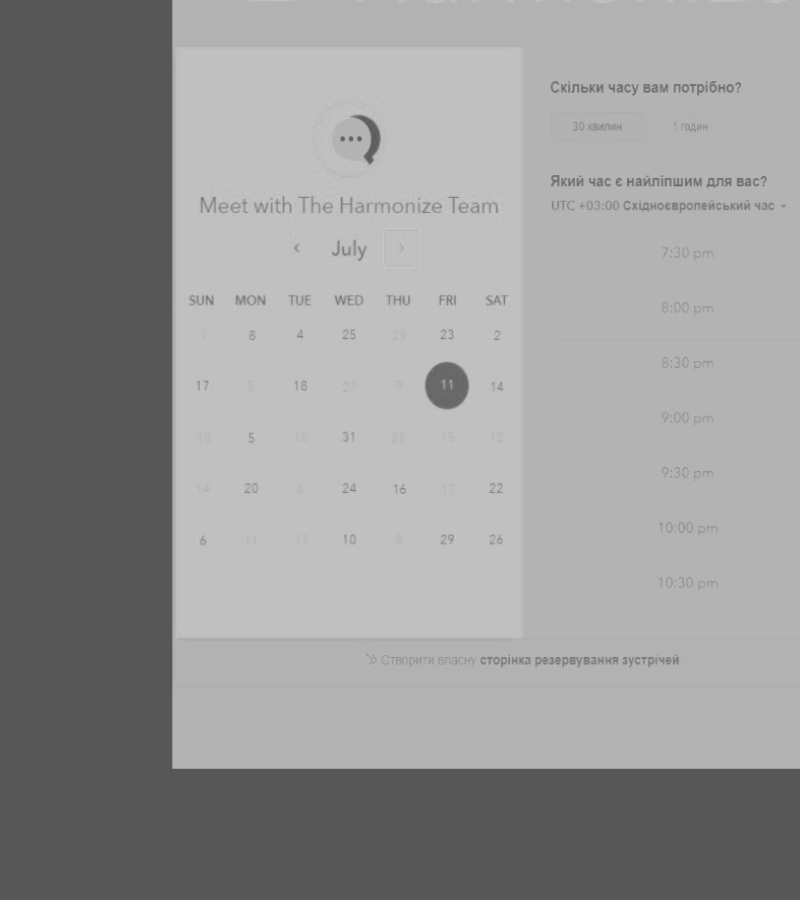 Meet with The Harmonize Team
July
SUN MON TUE WED THU FRI SAT
8 4 25 29 23 2
17 18 27 9 11 14
10 5 15 31 25 15 12
14 20 6 24 16 17 22
6 11 10 8 29 26
Скільки часу вам потрібно?
30 хвилин 1 годин
Який час є найліпшим для вас?
UTC +03:00 Східноєвропейський час
7:30 pm
8:00 pm
8:30 pm
9:00 pm
9:30 pm
10:00 pm
10:30 pm
Створити власну сторінка резервування зустрічей